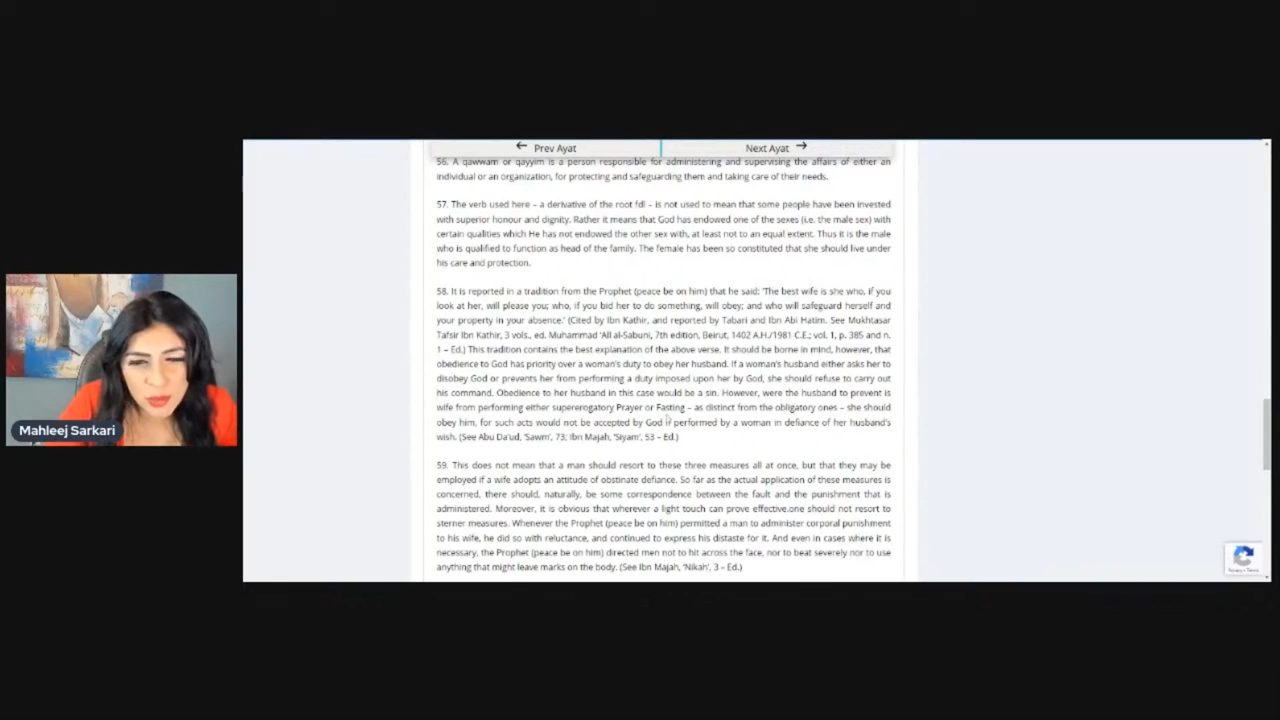 Prev Ayat
Next Ayat
56. A qawwam or qayyim is a person responsible for administering and supervising the affairs of either an
individual or an organization, for protecting and safeguarding them and taking care of their needs.
57. The verb used here – a derivative of the root fdl – is not used to mean that some people have been invested
with superior honour and dignity. Rather it means that God has endowed one of the sexes (i.e. the male sex) with
certain qualities which He has not endowed the other sex with, at least not to an equal extent. Thus it is the male
who is qualified to function as head of the family. The female has been so constituted that she should live under
his care and protection.
58. It is reported in a tradition from the Prophet (peace be on him) that he said: 'The best wife is she who, if you
look at her, will please you; who, if you bid her to do something, will obey; and who will safeguard herself and
your property in your absence.' (Cited by Ibn Kathir, and reported by Tabari and Ibn Abi Hatim. See Mukhtasar
Tafsir Ibn Kathir, 3 vols., ed. Muhammad 'Ali al-Sabuni, 7th edition, Beirut, 1402 A.H./1981 C.E.; vol. 1, p. 385 and n.
1 – Ed.) This tradition contains the best explanation of the above verse. It should be borne in mind, however, that
obedience to God has priority over a woman's duty to obey her husband. If a woman's husband either asks her to
disobey God or prevents her from performing a duty imposed upon her by God, she should refuse to carry out
his command. Obedience to her husband in this case would be a sin. However, were the husband to prevent is
wife from performing either supererogatory Prayer or Fasting – as distinct from the obligatory ones – she should
obey him, for such acts would not be accepted by God if performed by a woman in defiance of her husband's
wish. (See Abu Da'ud, 'Sawm', 73; Ibn Majah, 'Siyam', 53 – Ed.)
59. This does not mean that a man should resort to these three measures all at once, but that they may be
employed if a wife adopts an attitude of obstinate defiance. So far as the actual application of these measures is
concerned, there should, naturally, be some correspondence between the fault and the punishment that is
administered. Moreover, it is obvious that wherever a light touch can prove effective.one should not resort to
sterner measures. Whenever the Prophet (peace be on him) permitted a man to administer corporal punishment
to his wife, he did so with reluctance, and continued to express his distaste for it. And even in cases where it is
necessary, the Prophet (peace be on him) directed men not to hit across the face, nor to beat severely nor to use
anything that might leave marks on the body. (See Ibn Majah, 'Nikah', 3 – Ed.)
Mahleej Sarkari